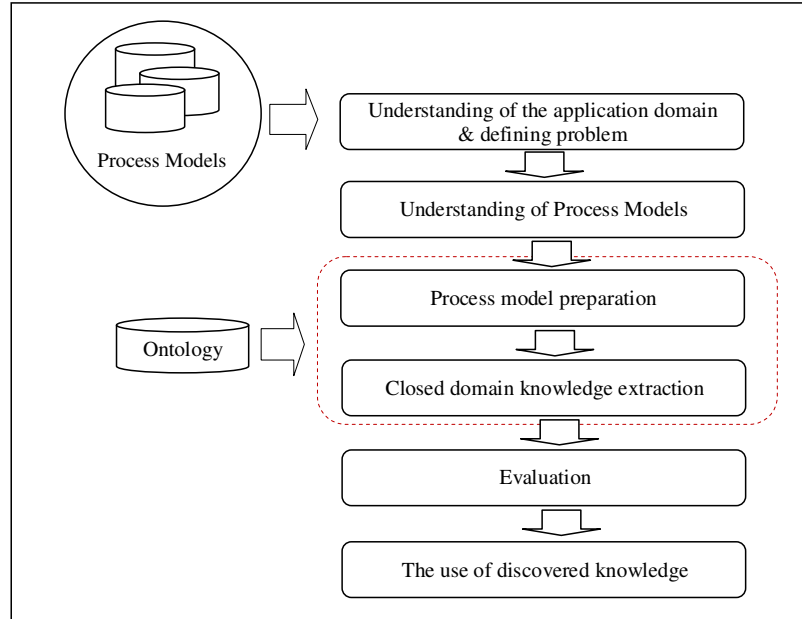 Process Models
Understanding of the application domain
& defining problem
Understanding of Process Models
Process model preparation
Ontology
Closed domain knowledge extraction
Evaluation
The use of discovered knowledge